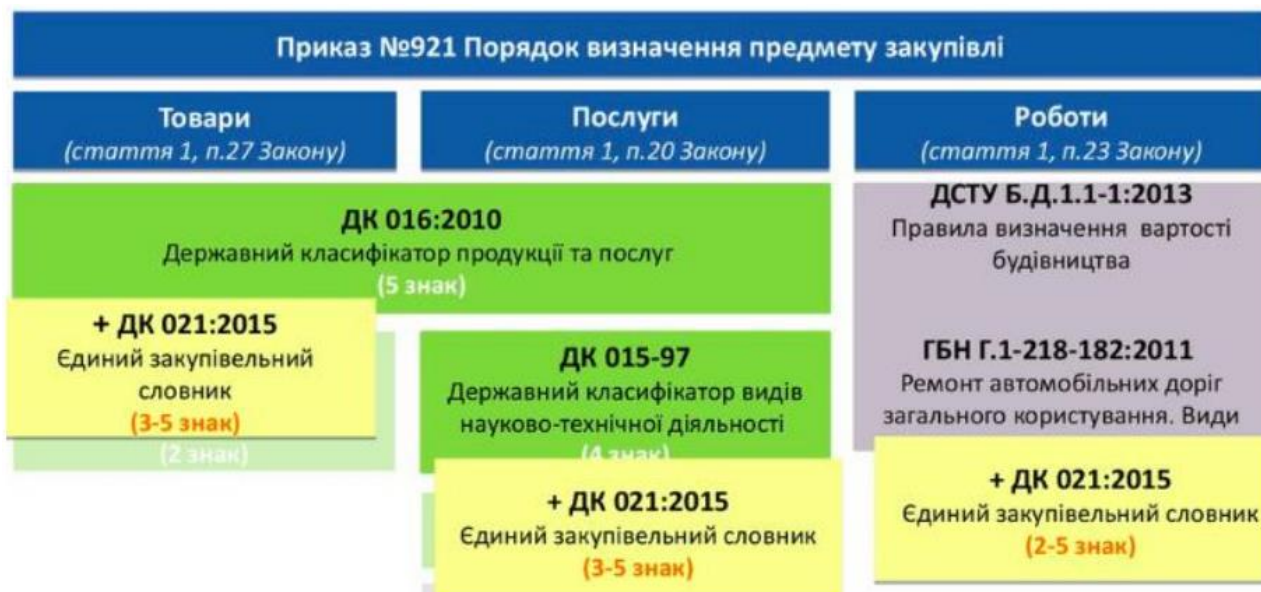 Приказ №921 Порядок визначення предмету закупівлі
Товари
(стаття 1, п.27 Закону)
Послуги
(стаття 1, п.20 Закону)
Роботи
(стаття 1, п.23 Закону)
ДК 016:2010
Державний класифікатор продукції та послуг
(5 знак)
+ ДК 021:2015
Єдиний закупівельний
словник
(3-5 знак)
(2 знак)
ДК 015-97
Державний класифікатор видів
науково-технічної діяльності
(4 знак)
+ ДК 021:2015
Єдиний закупівельний словник
(3-5 знак)
ДСТУ Б.Д.1.1-1:2013
Правила визначення вартості
будівництва
ГБН Г.1-218-182:2011
Ремонт автомобільних доріг
загального користування. Види
+ ДК 021:2015
Єдиний закупівельний словник
(2-5 знак)